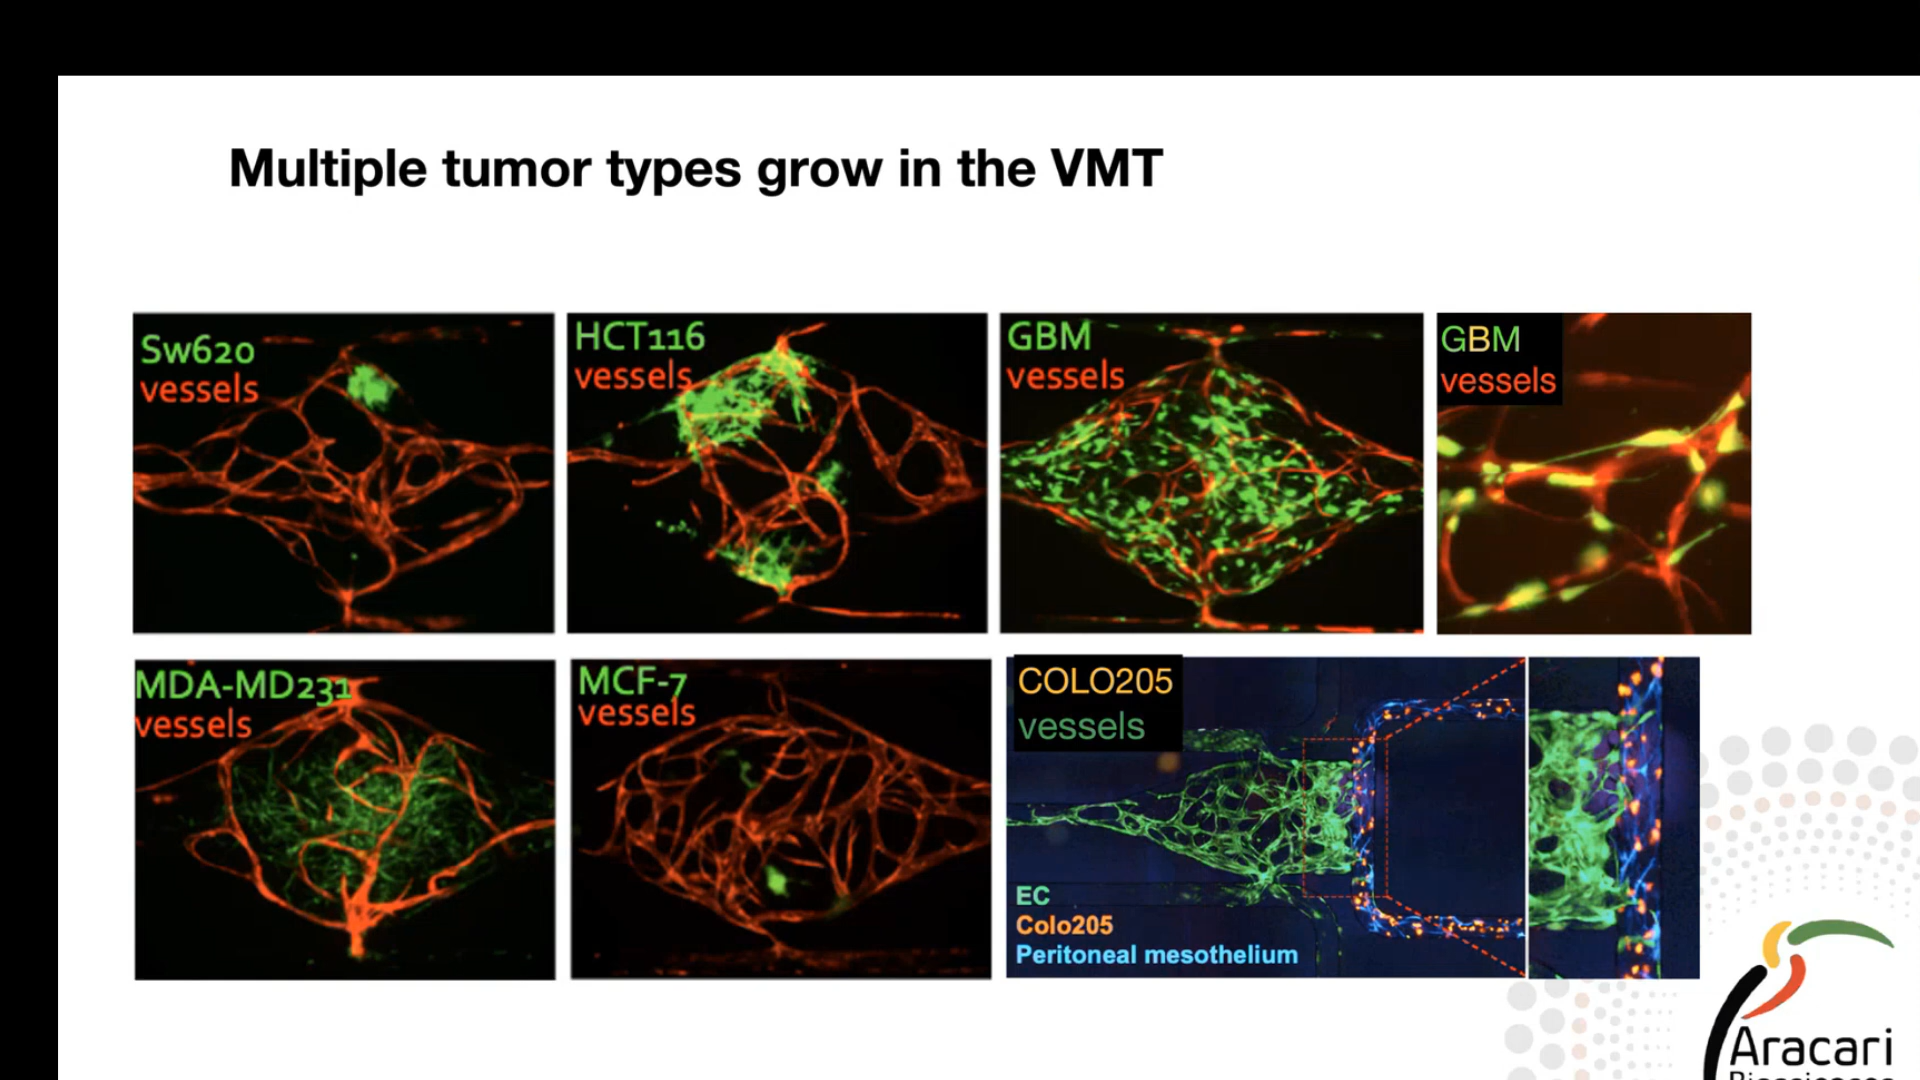 Multiple tumor types grow in the VMT
Sw620
vessels
HCT116
vessels
GBM
vessels
GBM
vessels
MDA-MD231
vessels
MCF-7
vessels
COLO205
vessels
EC
Colo205
Peritoneal mesothelium
Aracari
Biosciences